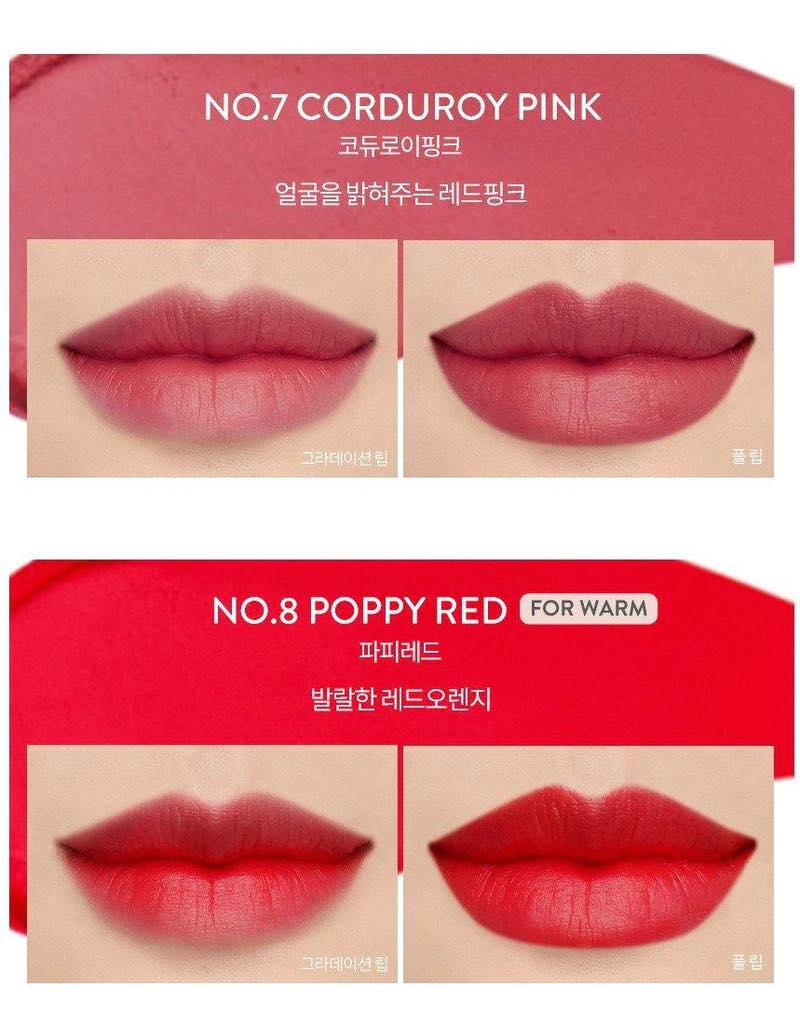 NO.7 CORDUROY PINK
코듀로이핑크
얼굴을 밝혀주는 레드핑크
그라데이션 립
풀 립
NO.8 POPPY RED FOR WARM
파피레드
발랄한 레드오렌지
그라데이션 립
풀 립